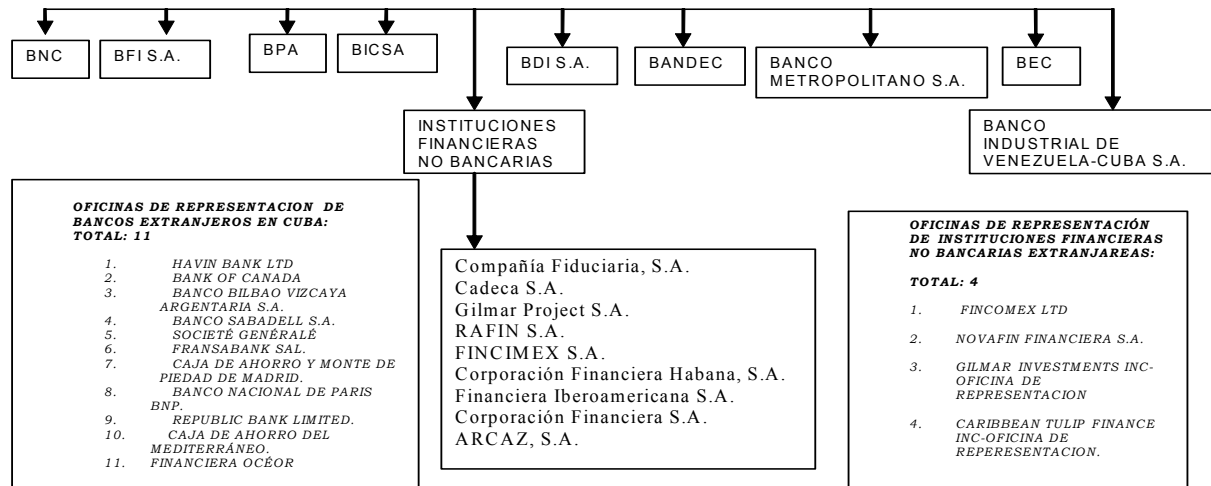 BNC
BFI S.A.
BPA
BICSA
BDI S.A.
BANDEC
BANCO
METROPOLITANO S.A.
BEC
INSTITUCIONES
FINANCIERAS
NO BANCARIAS
BANCO
INDUSTRIAL DE
VENEZUELA-CUBA S.A.
OFICINAS DE REPRESENTACION DE
BANCOS EXTRANJEROS EN CUBA:
TOTAL: 11
1. HAVIN BANK LTD
2. BANK OF CANADA
3. BANCO BILBAO VIZCAYA
ARGENTARIA S.A.
4. BANCO SABADELL S.A.
5. SOCIETÉ GENÉRALÉ
6. FRANSABANK SAL.
7. CAJA DE AHORRO Y MONTE DE
PIEDAD DE MADRID.
8. BANCO NACIONAL DE PARIS
BNP.
9. REPUBLIC BANK LIMITED.
10. CAJA DE AHORRO DEL
MEDITERRÁNEO.
11. FINANCIERA OCÉOR
Compañía Fiduciaria, S.A.
Cadeca S.A.
Gilmar Project S.A.
RAFIN S.A.
FINCIMEX S.A.
Corporación Financiera Habana, S.A.
Financiera Iberoamericana S.A.
Corporación Financiera S.A.
ARCAZ, S.A.
OFICINAS DE REPRESENTACIÓN
DE INSTITUCIONES FINANCIERAS
NO BANCARIAS EXTRANJAREAS:
TOTAL: 4
1. FINCOMEX LTD
2. NOVAFIN FINANCIERA S.A.
3. GILMAR INVESTMENTS INC-
OFICINA DE
REPRESENTACION
4. CARIBBEAN TULIP FINANCE
INC-OFICINA DE
REPERESENTACION.